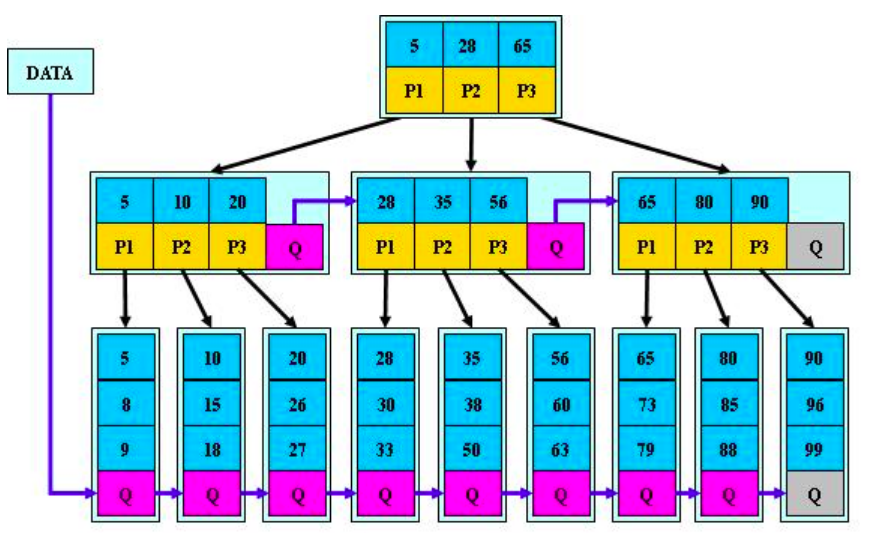 5 28 65
DATA
P1 P2 P3
5 10 20 28 35 56 65 80 90
P1 P2 P3 Q P1 P2 P3 Q P1 P2 P3 Q
5 10 20 28 35 56 65 80 90
8 15 26 30 38 60 73 85 96
9 18 27 33 50 63 79 88 99
Q Q Q Q Q Q Q Q Q